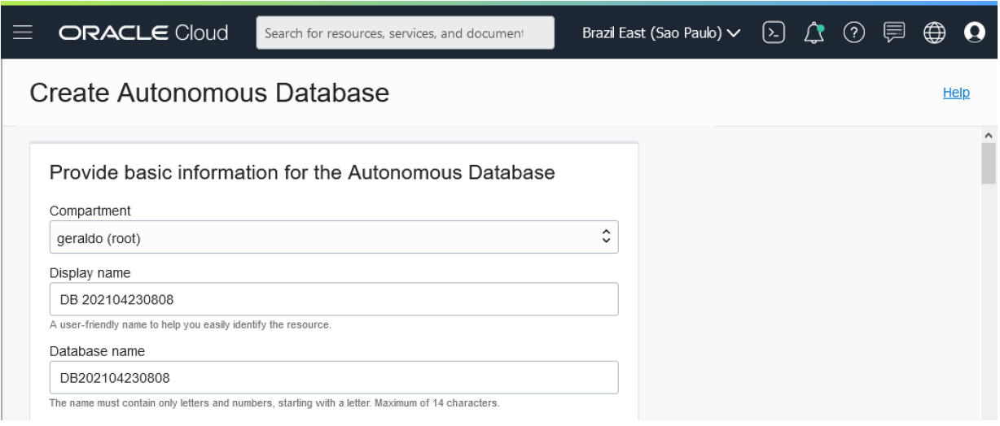 ORACLE Cloud
Search for resources, services, and document
Brazil East (Sao Paulo)
Create Autonomous Database
Help
Provide basic information for the Autonomous Database
Compartment
geraldo (root)
Display name
DB 202104230808
A user-friendly name to help you easily identify the resource.
Database name
DB202104230808
The name must contain only letters and numbers, starting with a letter. Maximum of 14 characters.